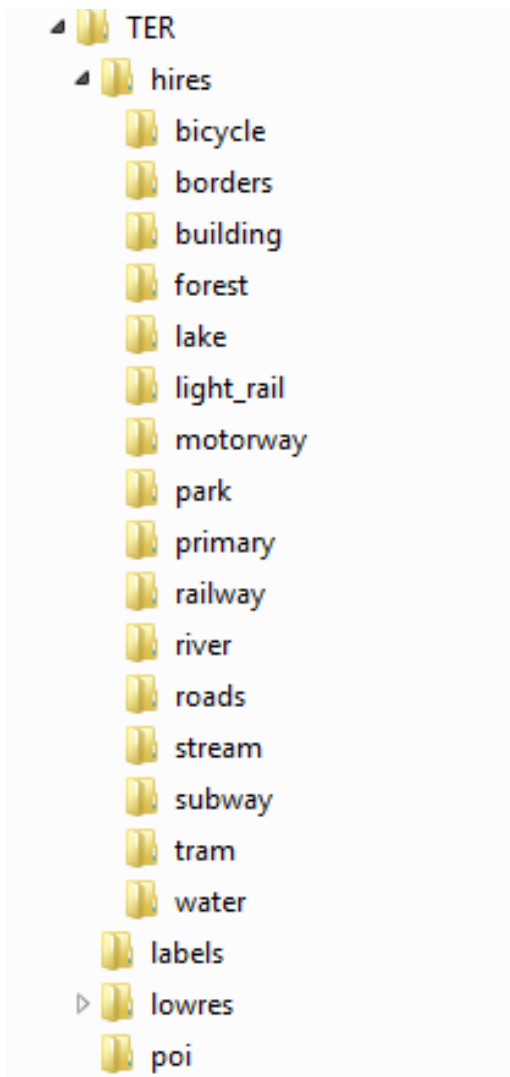 TER
hires
bicycle
borders
building
forest
lake
light_rail
motorway
park
primary
railway
river
roads
stream
subway
tram
water
labels
lowres
poi